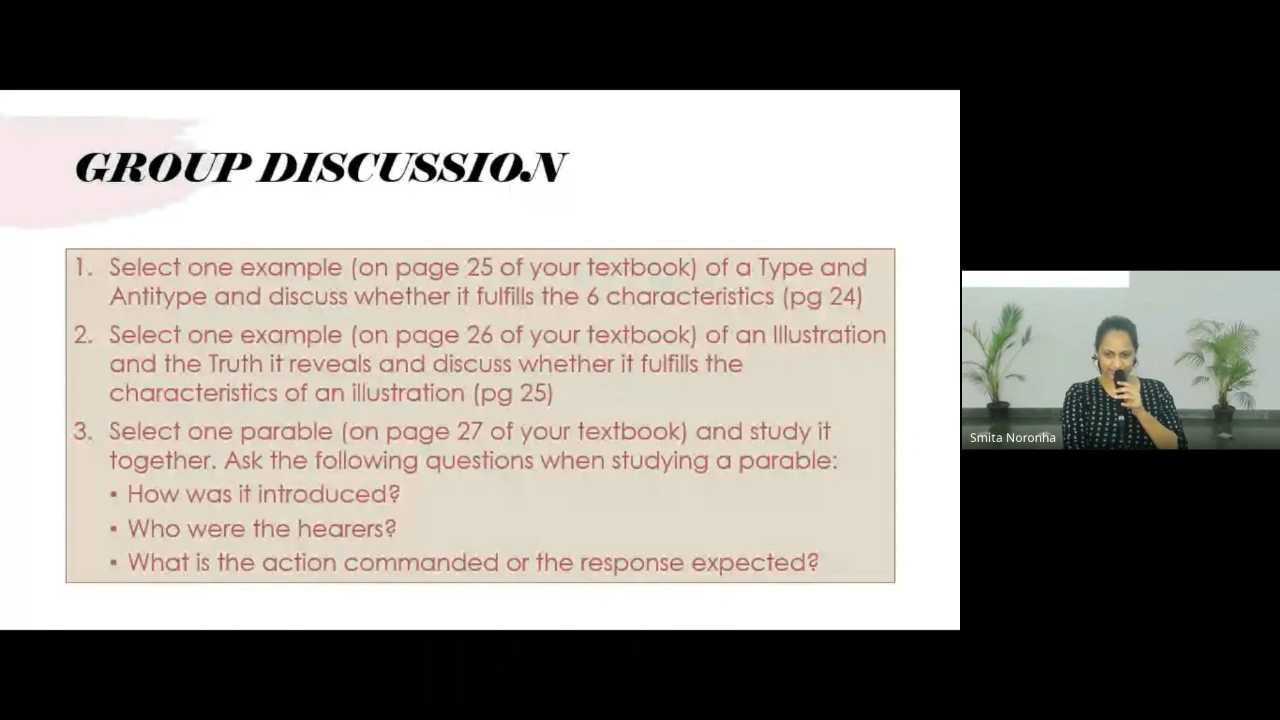 GROUP DISCUSSION
1. Select one example (on page 25 of your textbook) of a Type and
Antitype and discuss whether it fulfills the 6 characteristics (pg 24)
2. Select one example (on page 26 of your textbook) of an Illustration
and the Truth it reveals and discuss whether it fulfills the
characteristics of an illustration (pg 25)
3. Select one parable (on page 27 of your textbook) and study it
together. Ask the following questions when studying a parable:
▪ How was it introduced?
▪ Who were the hearers?
▪ What is the action commanded or the response expected?
Smita Noronha